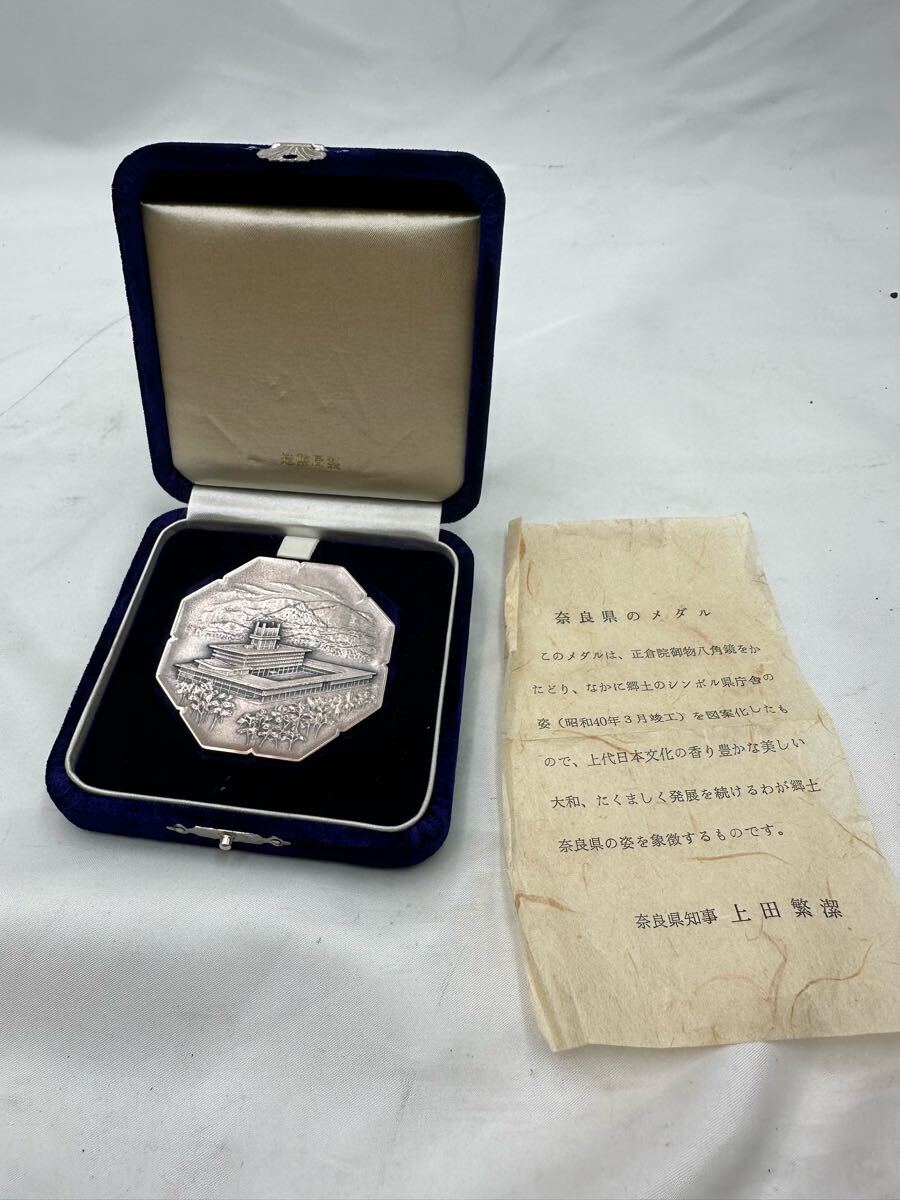 造幣局製
奈良県のメダル
このメダルは、正倉院御物八角鏡をか
たどり、なかに郷土のシンボル県庁舎の
姿（昭和40年3月竣工）を図案化したも
ので、上代日本文化の香り豊かな美しい
大和、たくましく発展を続けるわが郷土
奈良県の姿を象徴するものです。
奈良県知事 上田繁潔